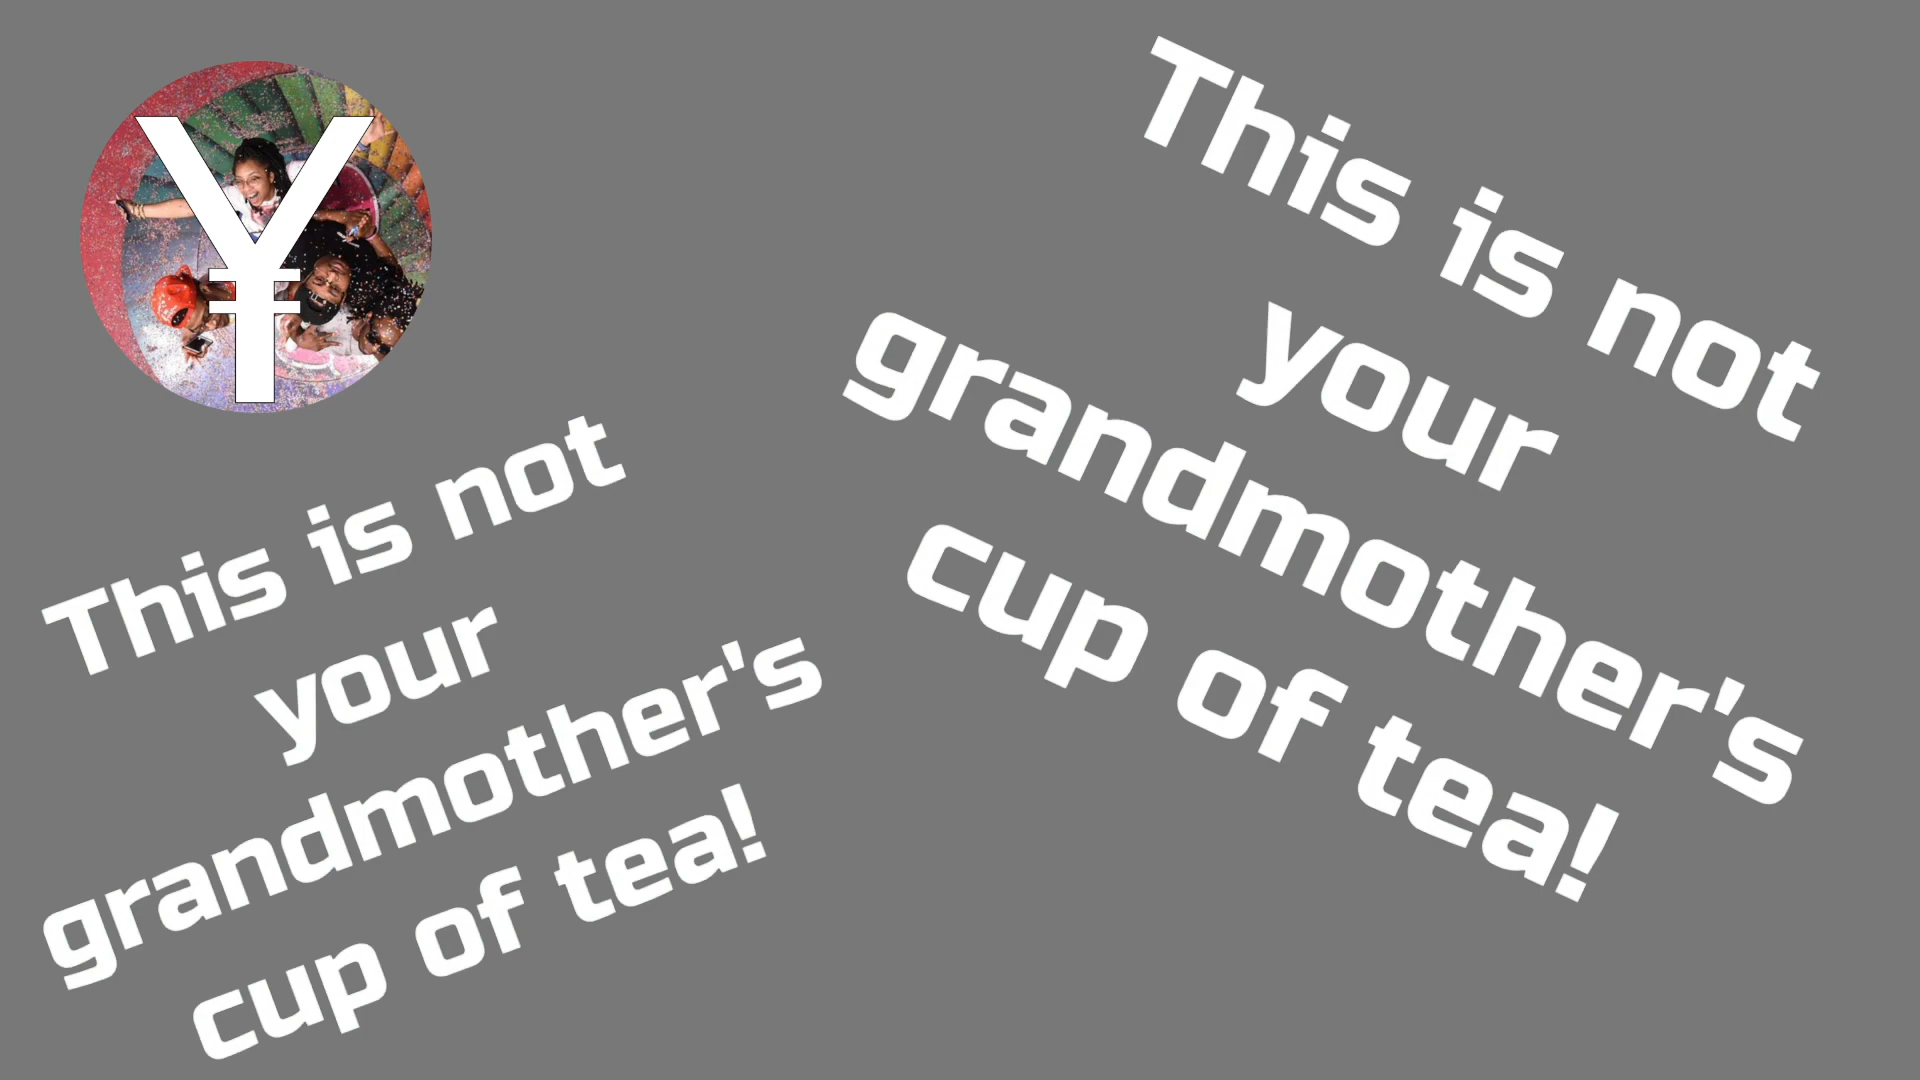 ¥
This is not
your
grandmother's
cup of tea!
This is not
your
grandmother's
cup of tea!